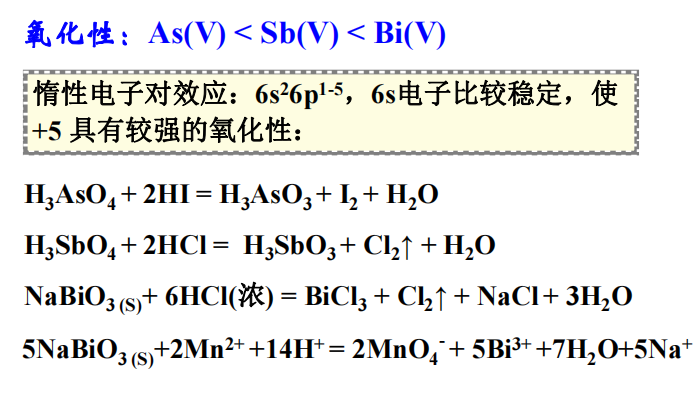 氧化性：As(V) < Sb(V) < Bi(V)
惰性电子对效应：6s²6p¹⁻⁵，6s电子比较稳定，使
+5 具有较强的氧化性：
H₃AsO₄ + 2HI = H₃AsO₃ + I₂ + H₂O
H₃SbO₄ + 2HCl = H₃SbO₃ + Cl₂↑ + H₂O
NaBiO₃ (S) + 6HCl(浓) = BiCl₃ + Cl₂↑ + NaCl + 3H₂O
5NaBiO₃ (S)+2Mn²⁺ +14H⁺ = 2MnO₄⁻ + 5Bi³⁺ +7H₂O+5Na⁺